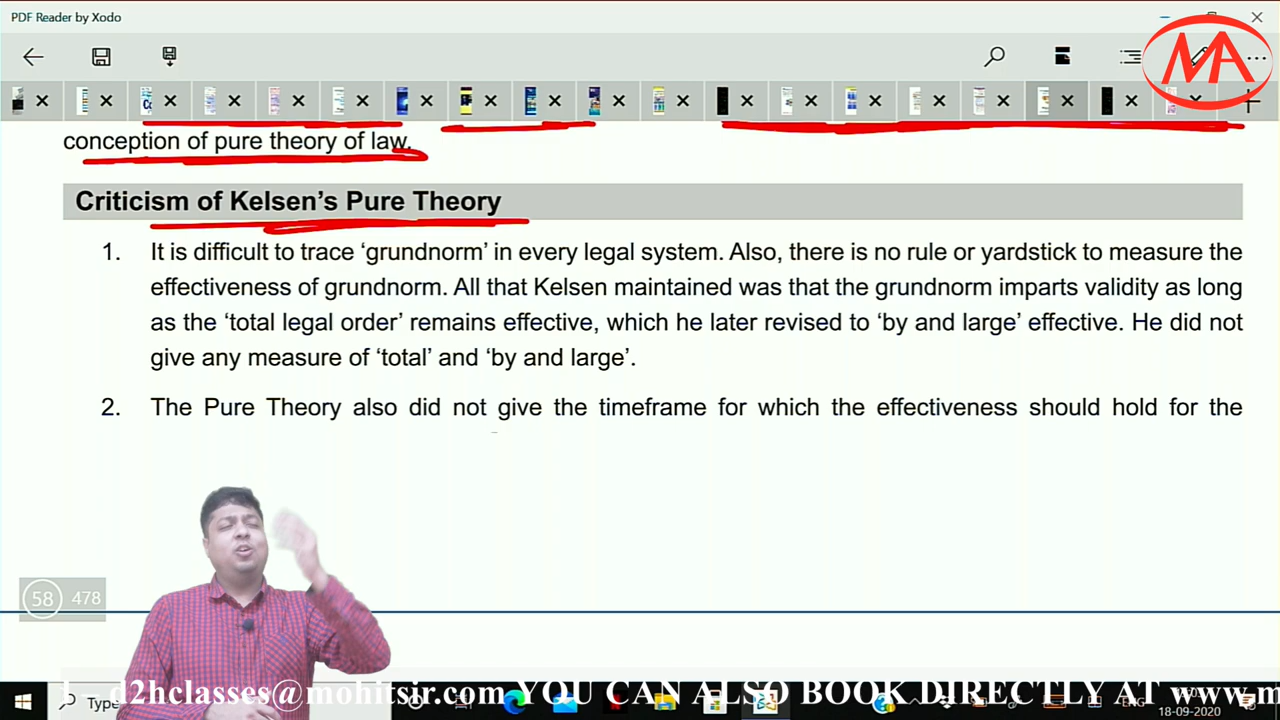 PDF Reader by Xodo
MA
conception of pure theory of law.
Criticism of Kelsen’s Pure Theory
1. It is difficult to trace ‘grundnorm’ in every legal system. Also, there is no rule or yardstick to measure the
effectiveness of grundnorm. All that Kelsen maintained was that the grundnorm imparts validity as long
as the ‘total legal order’ remains effective, which he later revised to ‘by and large’ effective. He did not
give any measure of ‘total’ and ‘by and large’.
2. The Pure Theory also did not give the timeframe for which the effectiveness should hold for the
58 478
d2hclasses@mohitsir.com YOU CAN ALSO BOOK DIRECTLY AT www.m
Type
ENG
18-09-2020